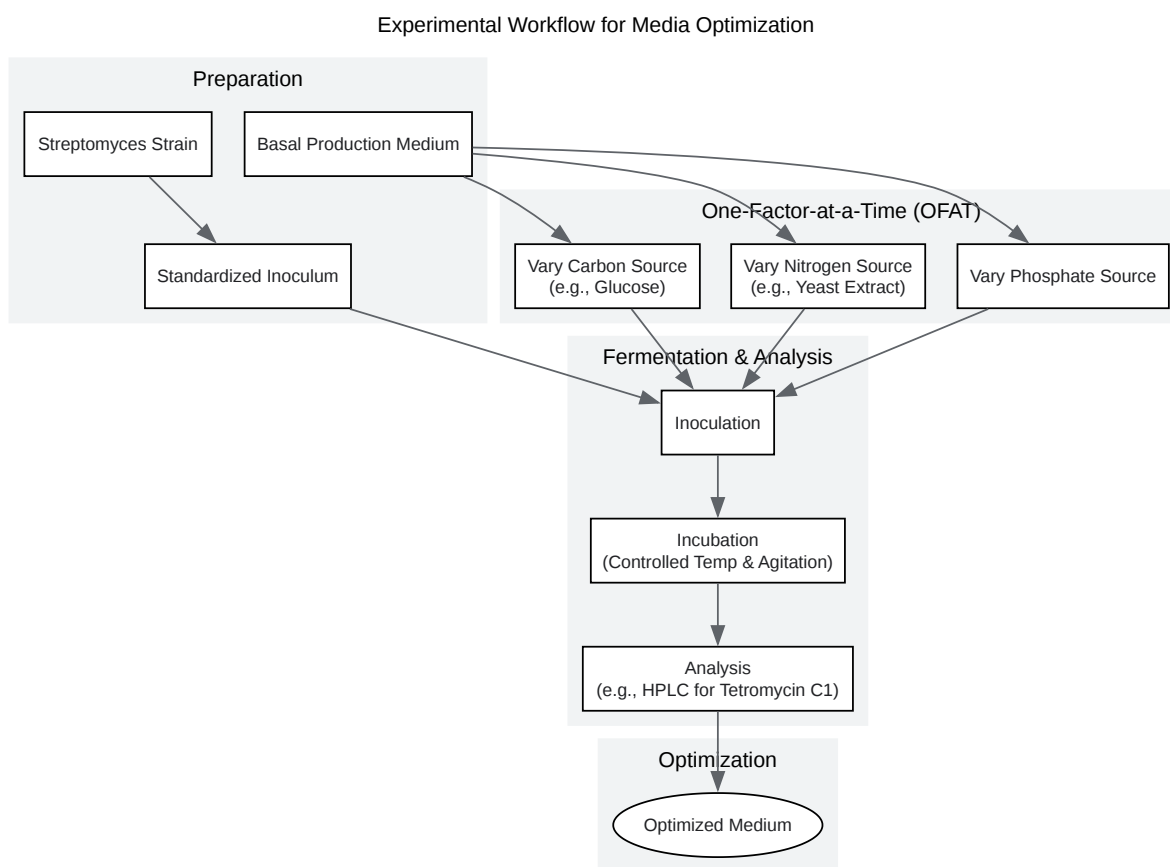 Experimental Workflow for Media Optimization
Preparation
Streptomyces Strain
Basal Production Medium
One-Factor-at-a-Time (OFAT)
Standardized Inoculum
Vary Carbon Source
(e.g., Glucose)
Vary Nitrogen Source
(e.g., Yeast Extract)
Vary Phosphate Source
Fermentation & Analysis
Inoculation
Incubation
(Controlled Temp & Agitation)
Analysis
(e.g., HPLC for Tetromycin C1)
Optimization
Optimized Medium